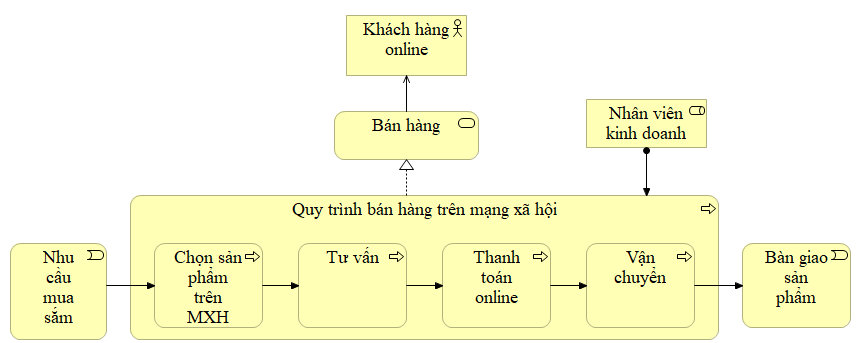 Khách hàng
online
Bán hàng
Nhân viên
kinh doanh
Quy trình bán hàng trên mạng xã hội
Nhu
cầu
mua
sắm
Chọn sản
phẩm
trên
MXH
Tư vấn
Thanh
toán
online
Vận
chuyển
Bàn giao
sản
phẩm